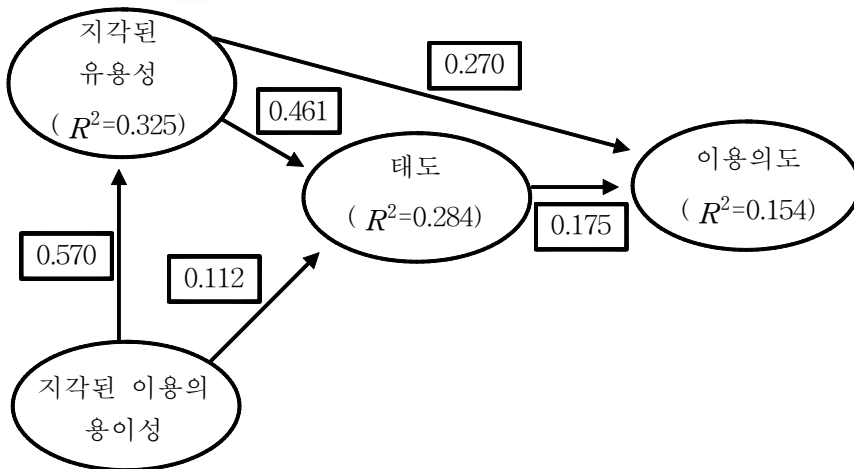 지각된
유용성
( R²=0.325)
0.270
0.461
태도
( R²=0.284)
이용의도
( R²=0.154)
0.175
0.570
0.112
지각된 이용의
용이성